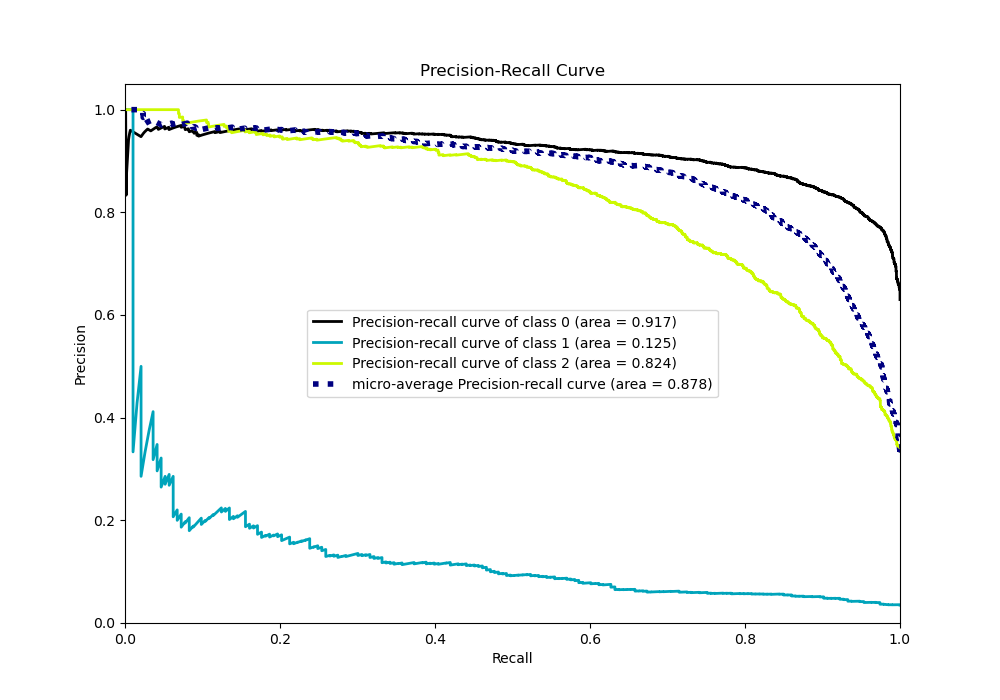 Precision-Recall Curve
Precision
1.0
0.8
0.6
0.4
0.2
0.0
Precision-recall curve of class 0 (area = 0.917)
Precision-recall curve of class 1 (area = 0.125)
Precision-recall curve of class 2 (area = 0.824)
micro-average Precision-recall curve (area = 0.878)
0.0 0.2 0.4 0.6 0.8 1.0
Recall